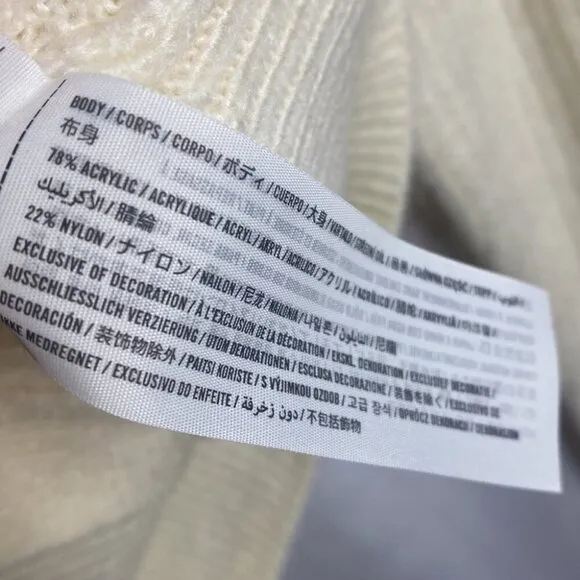 BODY / CORPS / CORPO / ボディ / CUERPO / 大身
布身
78% ACRYLIC / ACRYLIQUE / ACRYL / AKRYL / ACRÍLICO / アクリル / ACRÍLICO /
الأكريليك / 腈綸
22% NYLON / ナイロン / NAILON / 尼龙 / 나일론 / النايلون / 尼龍
EXCLUSIVE OF DECORATION / À L'EXCLUSION DE LA DÉCORATION / EKSKL. DEKORATION / EXCLUSIEF DECORATIE /
AUSSCHLIESSLICH VERZIERUNG / UTOM DEKORATIONEN / ESCLUSA DECORAZIONE / 装飾を除く / EXCLUSIVO DE
DECORACIÓN / 装饰物除外 / PAITSI KORISTE / S VÝJIMKOU OZDOB / 고급 장식 / OPRÓCZ DEKORACJI /
IKKE MEDREGNET / EXCLUSIVO DO ENFEITE / دون زخرفة / 不包括飾物